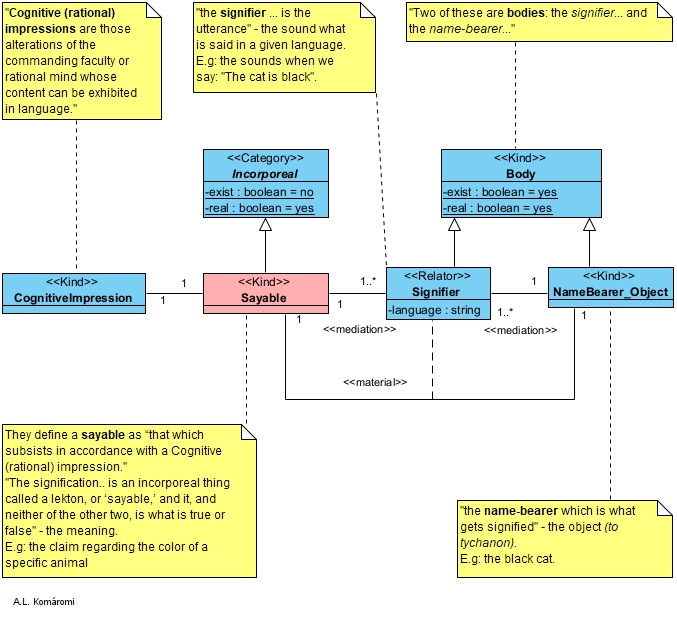 "Cognitive (rational)
impressions are those
alterations of the
commanding faculty or
rational mind whose
content can be exhibited
in language."
"the signifier ... is the
utterance" - the sound what
is said in a given language.
E.g: the sounds when we
say: "The cat is black".
"Two of these are bodies: the signifier... and
the name-bearer..."
<<Category>>
Incorporeal
-exist : boolean = no
-real : boolean = yes
<<Kind>>
Body
-exist : boolean = yes
-real : boolean = yes
<<Kind>>
CognitiveImpression
1
1
<<Kind>>
Sayable
1..*
1
<<Relator>>
Signifier
-language : string
1
1..*
<<Kind>>
NameBearer_Object
1
1
<<mediation>>
<<mediation>>
<<material>>
They define a sayable as “that which
subsists in accordance with a Cognitive
(rational) impression."
"The signification.. is an incorporeal thing
called a lekton, or ‘sayable,’ and it, and
neither of the other two, is what is true or
false" - the meaning.
E.g: the claim regarding the color of a
specific animal
"the name-bearer which is what
gets signified" - the object (to
tychanon).
E.g: the black cat.
A.L. Komáromi